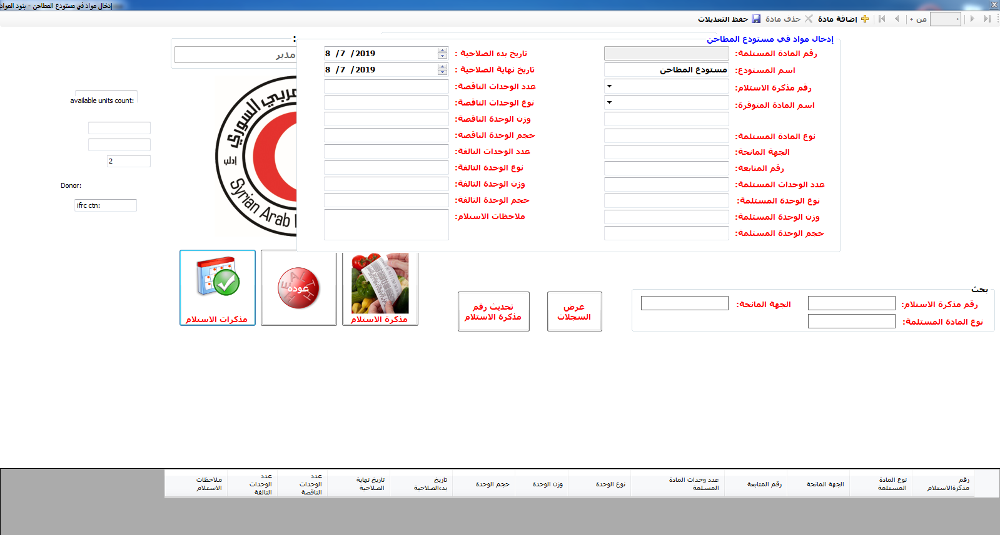 إدخال مواد في مستودع المطاحن - بنود المواد
من ٠
٠
إضافة مادة
حذف مادة
حفظ التعديلات
إدخال مواد في مستودع المطاحن
رقم المادة المستلمة:
اسم المستودع:
مستودع المطاحن
رقم مذكرة الاستلام:
اسم المادة المتوفرة:
نوع المادة المستلمة:
الجهة المانحة:
رقم المتابعة:
عدد الوحدات المستلمة:
نوع الوحدة المستلمة:
وزن الوحدة المستلمة:
حجم الوحدة المستلمة:
تاريخ بدء الصلاحية :
8 /7 /2019
تاريخ نهاية الصلاحية :
8 /7 /2019
عدد الوحدات الناقصة:
نوع الوحدات الناقصة:
وزن الوحدة الناقصة:
حجم الوحدة الناقصة:
عدد الوحدات التالفة:
نوع الوحدة التالفة:
وزن الوحدة التالفة:
حجم الوحدة التالفة:
ملاحظات الاستلام:
:
مدير
ربي السوري
إدلب
Syrian Arab
available units count:
2
Donor:
ifrc ctn:
مذكرة الاستلام
HEALTH
عودة
مذكرات الاستلام
عرض
السجلات
تحديث رقم
مذكرة الاستلام
بحث
رقم مذكرة الاستلام:
الجهة المانحة:
نوع المادة المستلمة:
رقم
مذكرةالاستلام
نوع المادة
المستلمة
الجهة المانحة
رقم المتابعة
عدد وحدات المادة
المسلمة
نوع الوحدة
وزن الوحدة
حجم الوحدة
تاريخ
بدءالصلاحية
تاريخ نهاية
الصلاحية
عدد
الوحدات
الناقصة
عدد
الوحدات
التالفة
ملاحظات
الاستلام